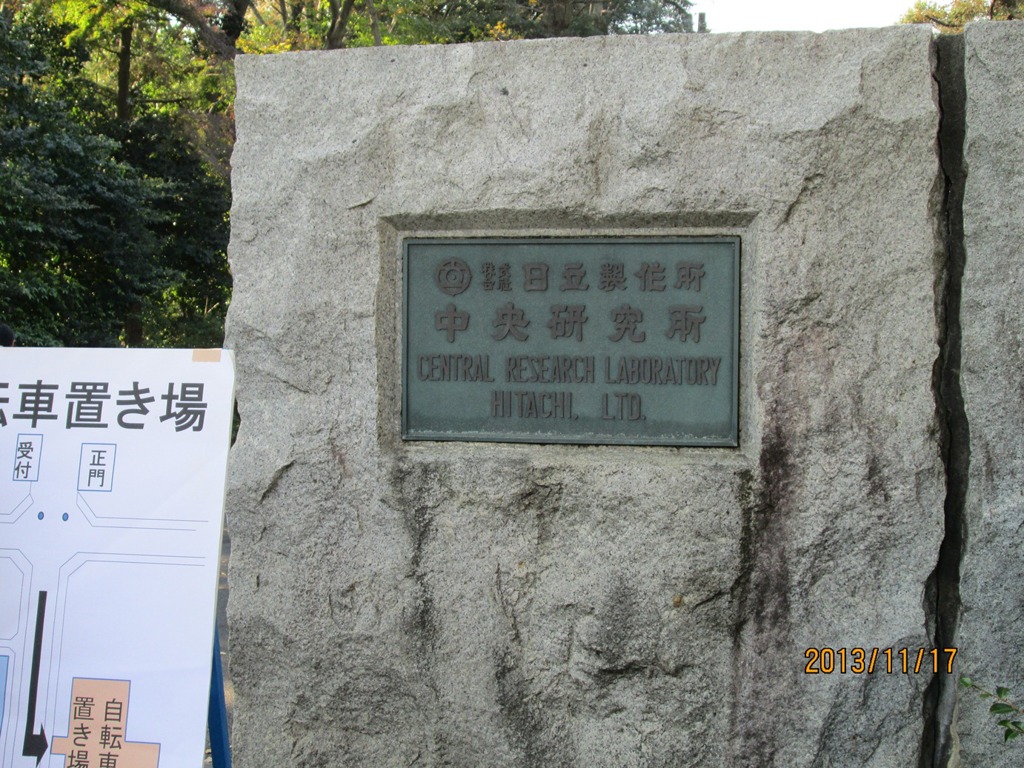 株式会社 日立製作所
中央研究所
CENTRAL RESEARCH LABORATORY
HITACHI, LTD.
転車置き場
受付
正門
自転車
置き場
2013/11/17